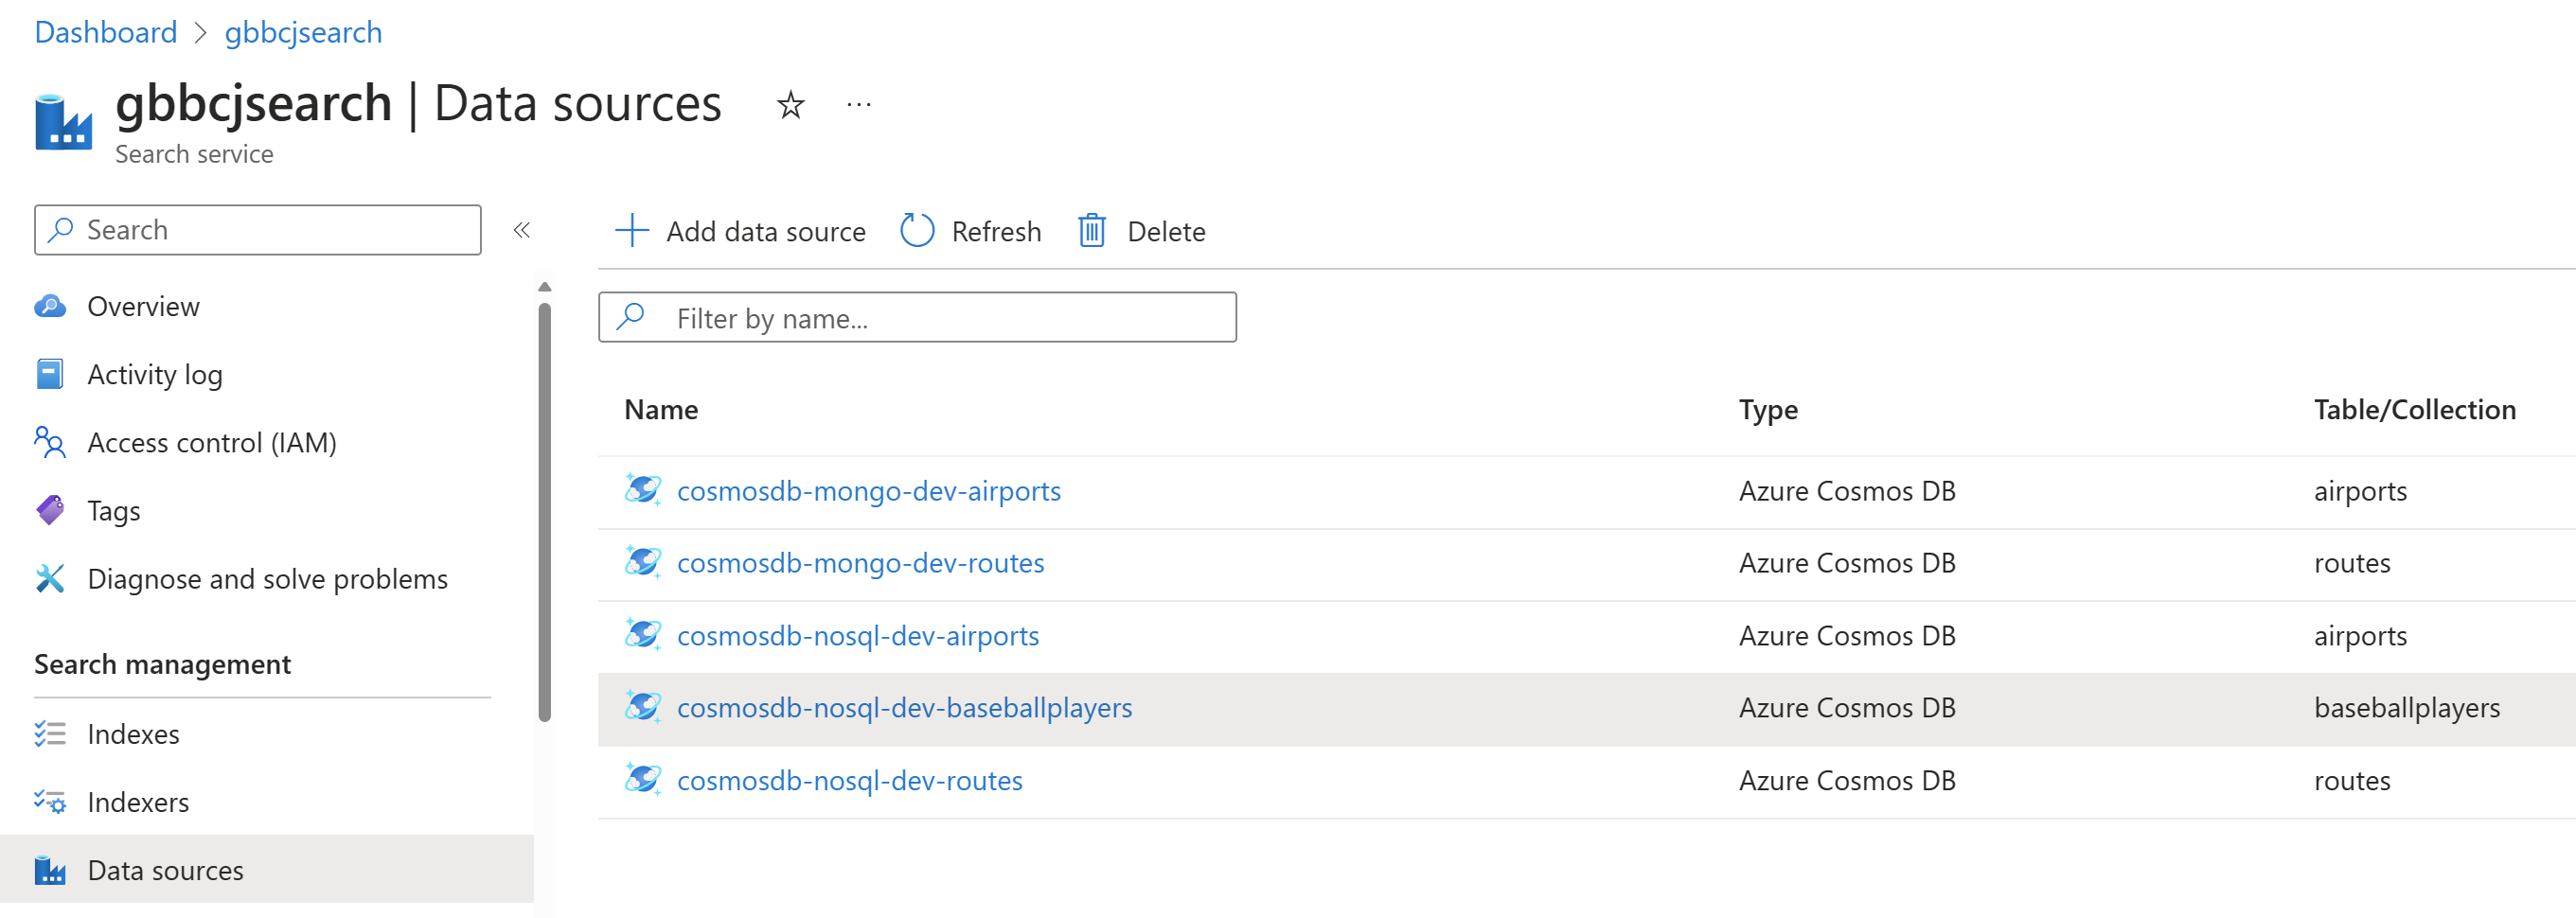 Dashboard > gbbcjsearch
gbbcjsearch | Data sources
Search service
Search
Overview
Activity log
Access control (IAM)
Tags
Diagnose and solve problems
Search management
Indexes
Indexers
Data sources
Add data source Refresh Delete
Filter by name...
Name Type Table/Collection
cosmosdb-mongo-dev-airports Azure Cosmos DB airports
cosmosdb-mongo-dev-routes Azure Cosmos DB routes
cosmosdb-nosql-dev-airports Azure Cosmos DB airports
cosmosdb-nosql-dev-baseballplayers Azure Cosmos DB baseballplayers
cosmosdb-nosql-dev-routes Azure Cosmos DB routes